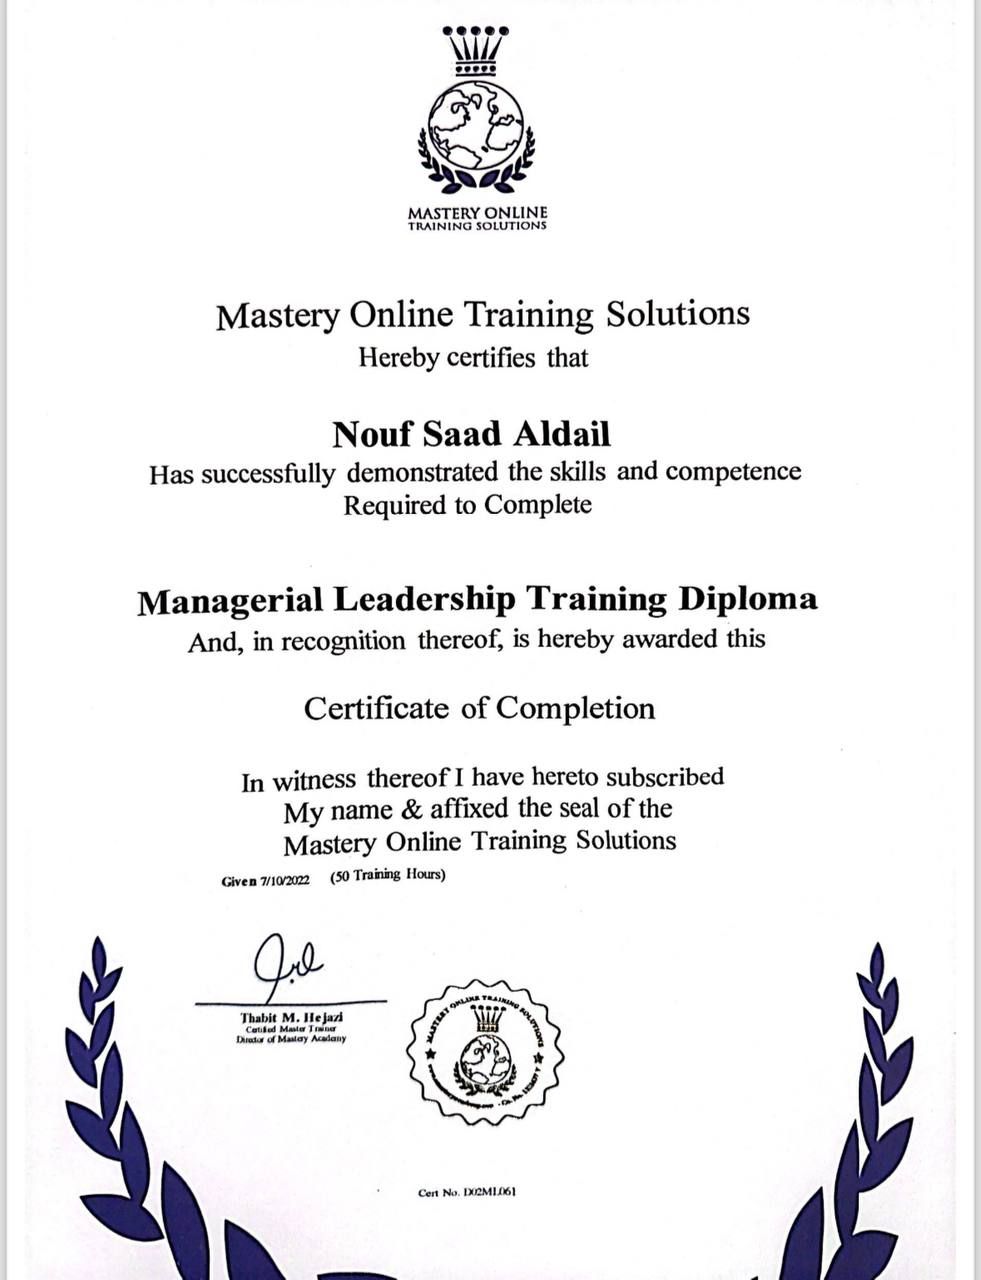 MASTERY ONLINE
TRAINING SOLUTIONS
Mastery Online Training Solutions
Hereby certifies that
Nouf Saad Aldail
Has successfully demonstrated the skills and competence
Required to Complete
Managerial Leadership Training Diploma
And, in recognition thereof, is hereby awarded this
Certificate of Completion
In witness thereof I have hereto subscribed
My name & affixed the seal of the
Mastery Online Training Solutions
Given 7/10/2022 (50 Training Hours)
Thabit M. Hejazi
Certified Master Trainer
Director of Mastery Academy
MASTERY ONLINE TRAINING SOLUTIONS
Cert No.